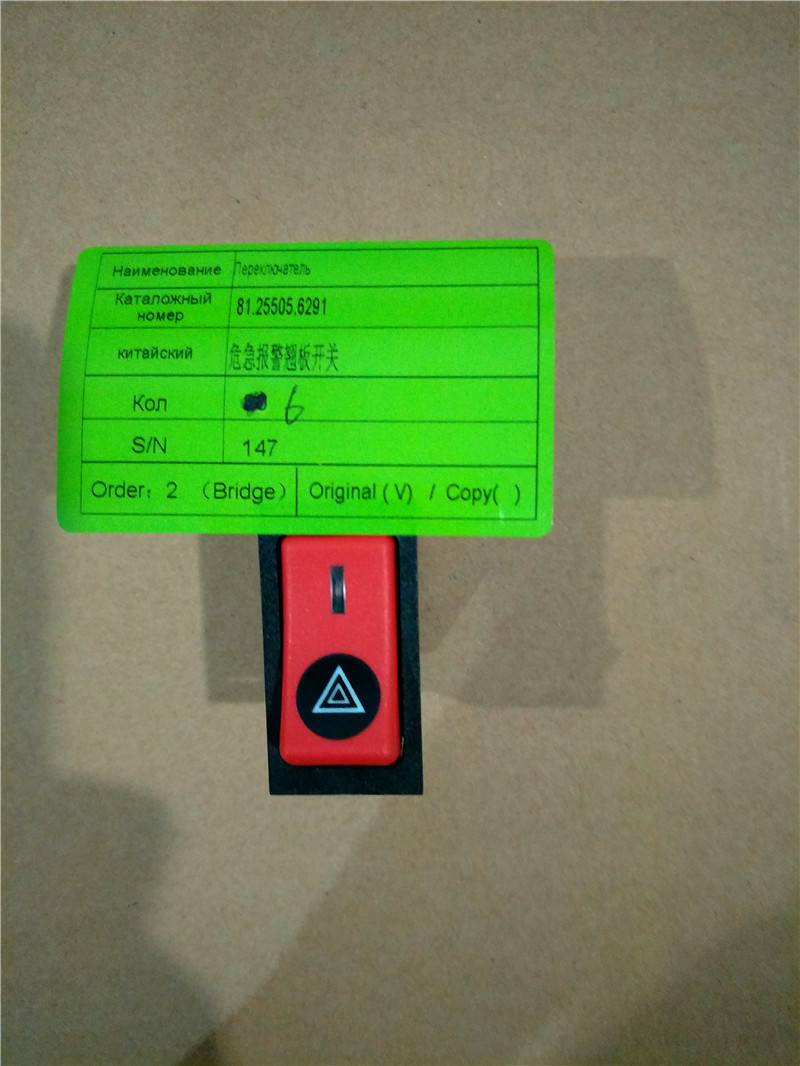 Наименование Переключатель
Каталожный номер 81.25505.6291
китайский 危急报警翘板开关
Кол 6
S/N 147
Order: 2 （Bridge） Original ( V) / Copy( )